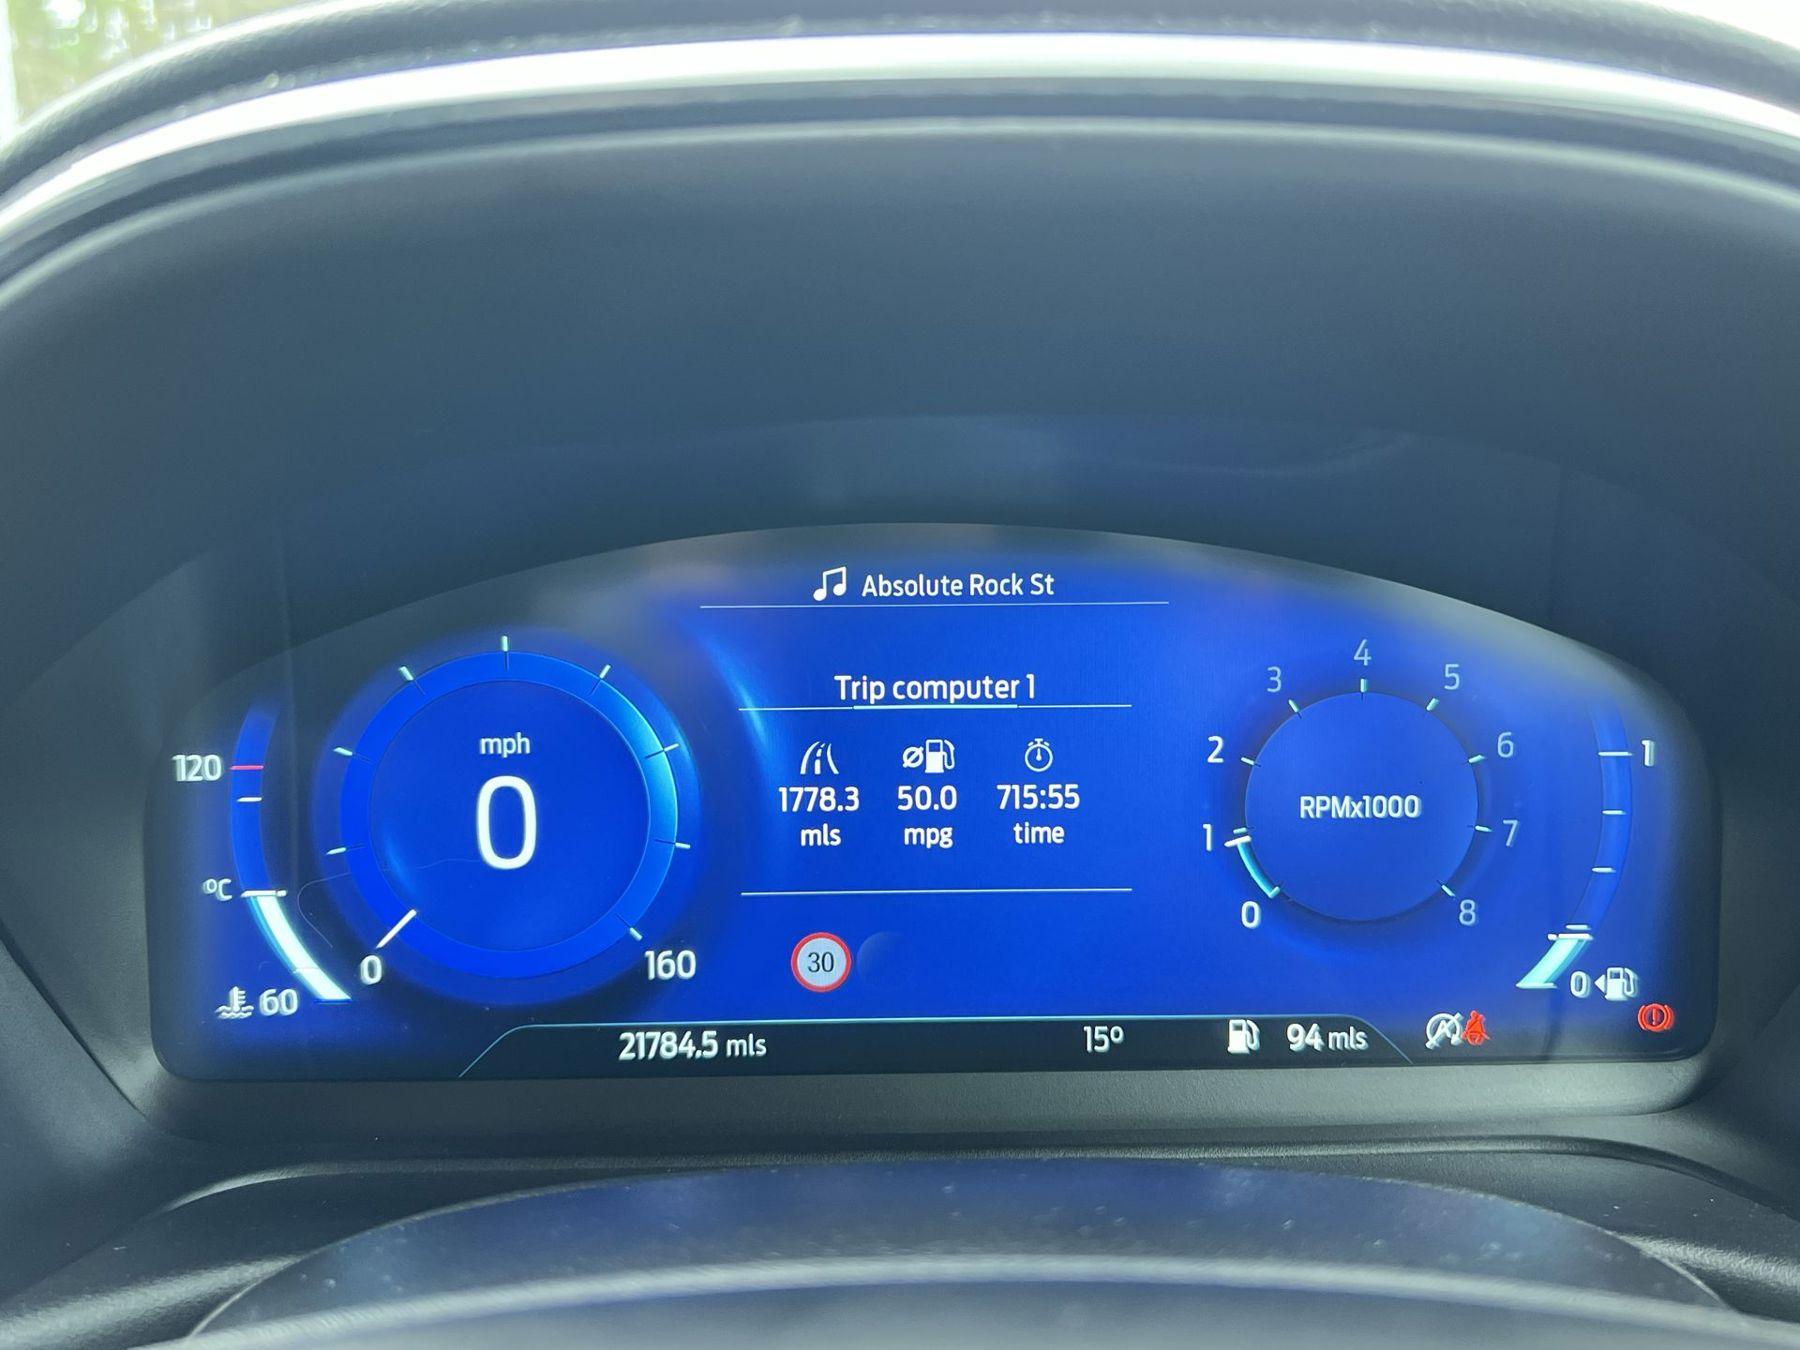 Absolute Rock St
Trip computer 1
1778.3 50.0 715:55
mls mpg time
120
°C
60
mph
0
0 160
30
0 1 2 3 4 5 6 7 8
RPMx1000
1
0
21784.5 mls 15° 94 mls